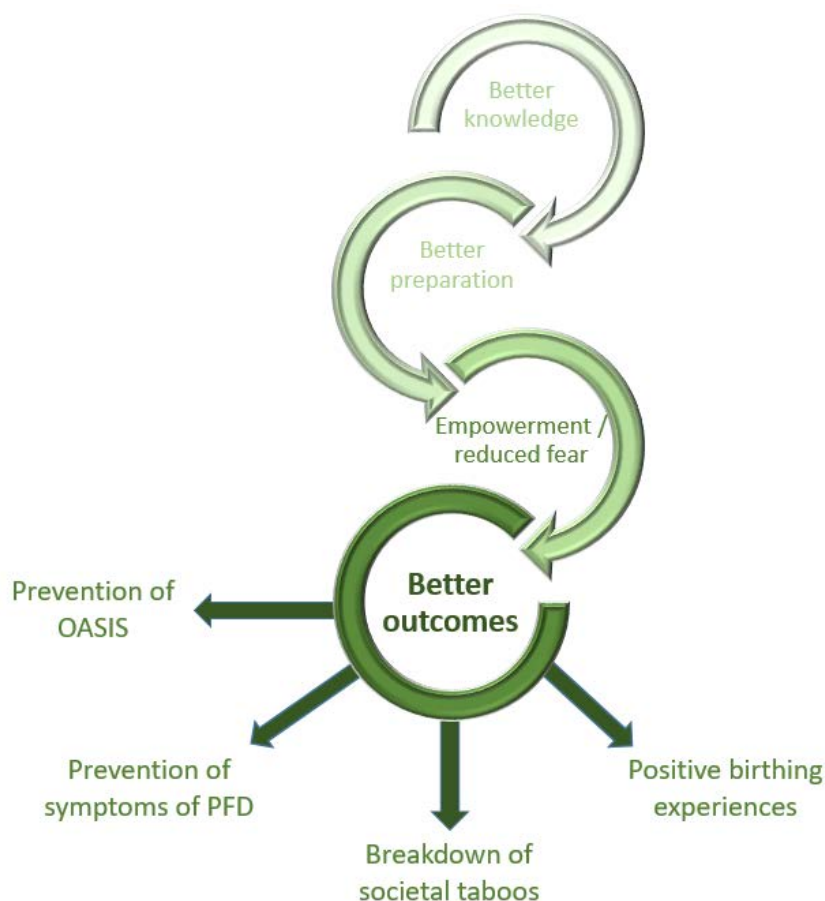 Better
knowledge
Better
preparation
Empowerment /
reduced fear
Better
outcomes
Prevention of
OASIS
Prevention of
symptoms of PFD
Breakdown of
societal taboos
Positive birthing
experiences